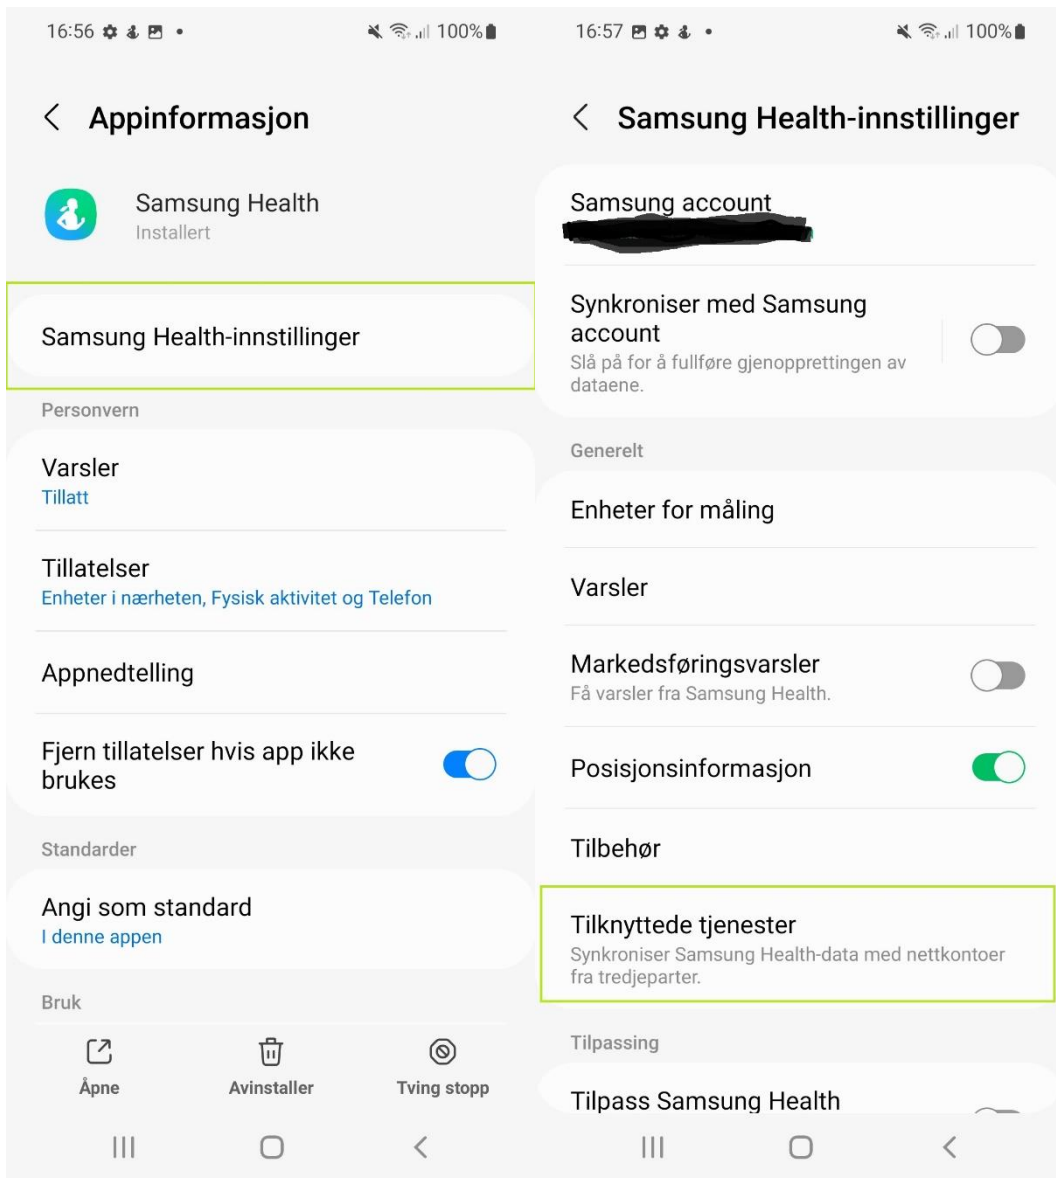 16:56
100%
Appinformasjon
Samsung Health
Installert
Samsung Health-innstillinger
Personvern
Varsler
Tillatt
Tillatelser
Enheter i nærheten, Fysisk aktivitet og Telefon
Appnedtelling
Fjern tillatelser hvis app ikke
brukes
Standarder
Angi som standard
I denne appen
Bruk
Åpne
Avinstaller
Tving stopp
16:57
100%
Samsung Health-innstillinger
Samsung account
Synkroniser med Samsung
account
Slå på for å fullføre gjenopprettingen av
dataene.
Generelt
Enheter for måling
Varsler
Markedsføringsvarsler
Få varsler fra Samsung Health.
Posisjonsinformasjon
Tilbehør
Tilknyttede tjenester
Synkroniser Samsung Health-data med nettkontoer
fra tredjeparter.
Tilpassing
Tilpass Samsung Health